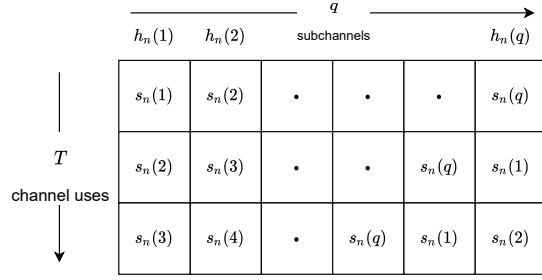 q
h_n(1) h_n(2) subchannels h_n(q)
s_n(1) s_n(2) • • • s_n(q)
s_n(2) s_n(3) • • s_n(q) s_n(1)
T
channel uses
s_n(3) s_n(4) • s_n(q) s_n(1) s_n(2)